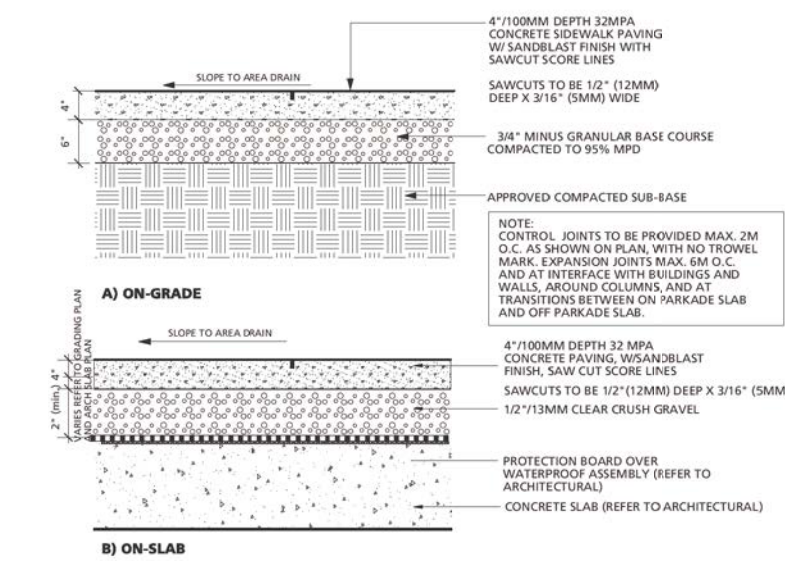 4"/100MM DEPTH 32MPA
CONCRETE SIDEWALK PAVING
W/ SANDBLAST FINISH WITH
SAWCUT SCORE LINES
SAWCUTS TO BE 1/2" (12MM)
DEEP X 3/16" (5MM) WIDE
SLOPE TO AREA DRAIN
4"
6"
3/4" MINUS GRANULAR BASE COURSE
COMPACTED TO 95% MPD
APPROVED COMPACTED SUB-BASE
NOTE:
CONTROL JOINTS TO BE PROVIDED MAX. 2M
O.C. AS SHOWN ON PLAN, WITH NO TROWEL
MARK. EXPANSION JOINTS MAX. 6M O.C.
AND AT INTERFACE WITH BUILDINGS AND
WALLS, AROUND COLUMNS, AND AT
TRANSITIONS BETWEEN ON PARKADE SLAB
AND OFF PARKADE SLAB.
A) ON-GRADE
SLOPE TO AREA DRAIN
4"
2" (min.)
VARIES REFER TO GRADING PLAN
AND ARCH SLAB PLAN
4"/100MM DEPTH 32 MPA
CONCRETE PAVING, W/SANDBLAST
FINISH, SAW CUT SCORE LINES
SAWCUTS TO BE 1/2"(12MM) DEEP X 3/16" (5MM
1/2"/13MM CLEAR CRUSH GRAVEL
PROTECTION BOARD OVER
WATERPROOF ASSEMBLY (REFER TO
ARCHITECTURAL)
CONCRETE SLAB (REFER TO ARCHITECTURAL)
B) ON-SLAB